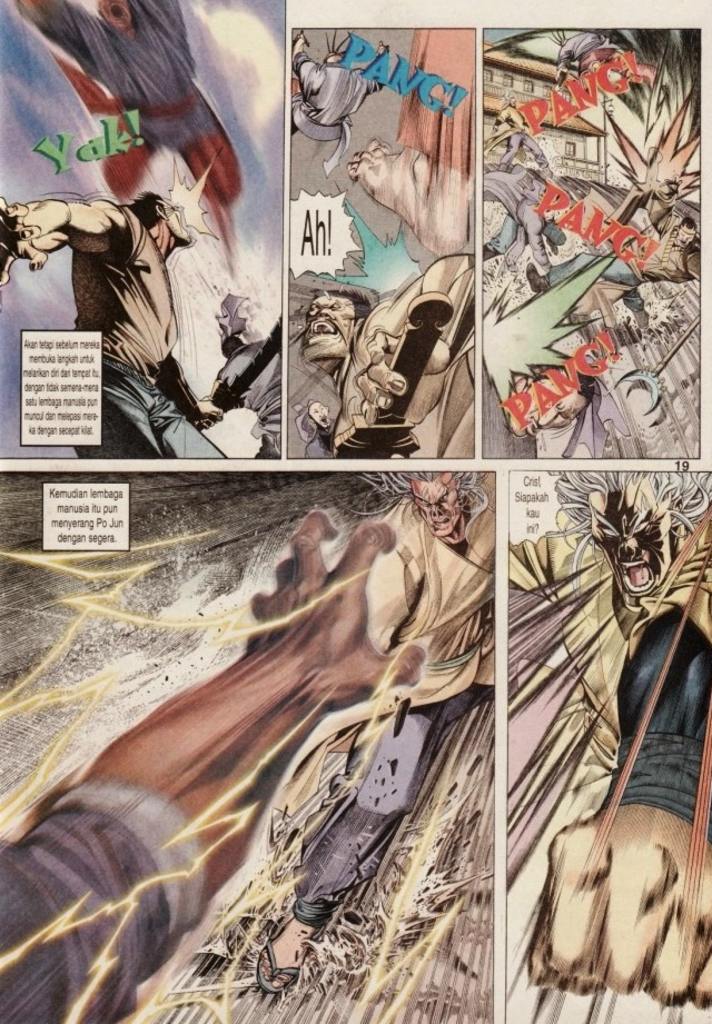 Yak!
Akan tetapi sebelum mereka
membuka langkah untuk
melarikan diri dari tempat itu,
dengan tidak semena-mena
satu lembaga manusia pun
muncul dan melepasi mere-
ka dengan secepat kilat.
PANG!
Ah!
PANG!
PANG!
PANG!
19
Kemudian lembaga
manusia itu pun
menyerang Po Jun
dengan segera.
Cris!
Siapakah
kau
ini?